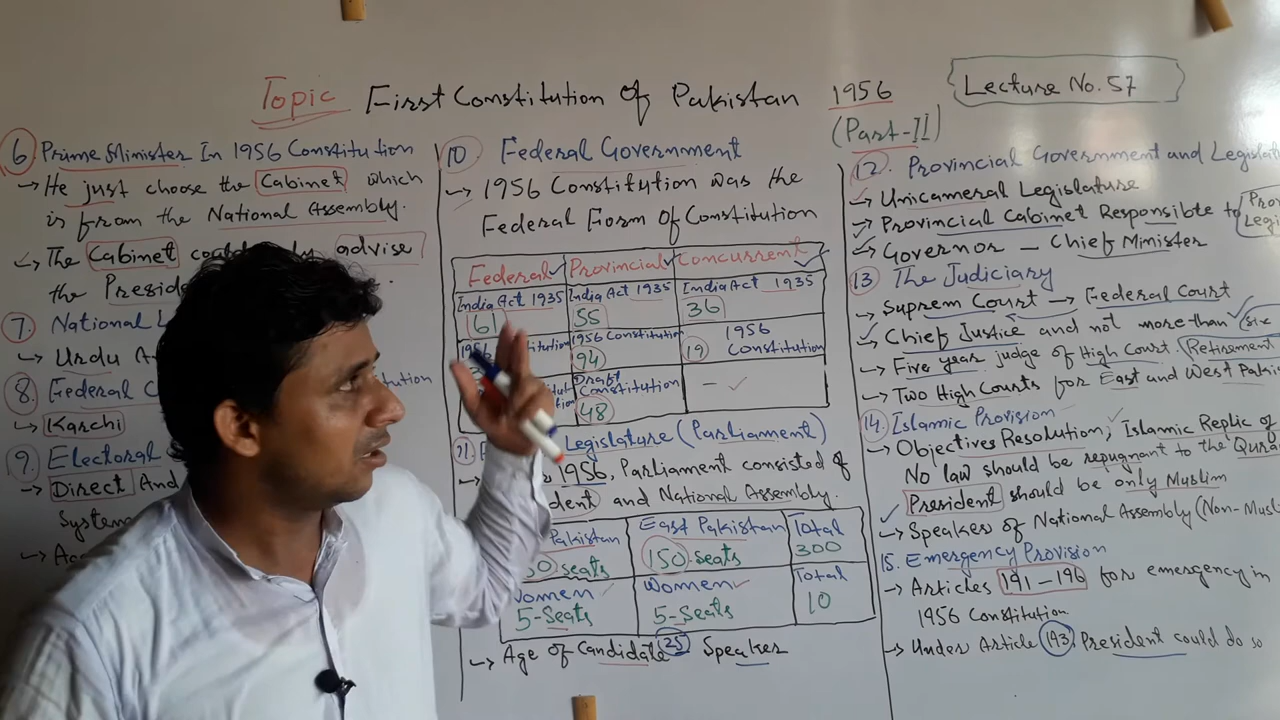 Topic First Constitution of Pakistan 1956
(Part-II)
Lecture No. 57
6 Prime Minister In 1956 Constitution
→ He just choose the Cabinet which
is from the National Assembly.
→ The Cabinet advise
the
7. National
→ Urdu
8. Federal
→ Karchi
9. Electoral
→ Direct And
System
→
10 Federal Government
→ 1956 Constitution was the
Federal Form of Constitution
Federal Provincial Concurrent
India Act 1935 India Act 1935 India Act 1935
61 55 36
1956 Constitution 1956
94 19 Constitution
Draft
Constitution
48 -
11. Legislature (Parliament)
1956, Parliament consisted of
and National Assembly.
Pakistan East Pakistan Total
seats 150-seats 300
Women Women Total
5-Seats 5-Seats 10
→ Age of Candidate 25 Speaker
12. Provincial Government and
→ Unicameral Legislature
→ Provincial Cabinet Responsible to
→ Governor - Chief Minister
13 The Judiciary
→ Suprem Court → Federal Court
→ Chief Justice and not more than six
→ Five year judge of High Court. Retirement
→ Two High Courts for East and West
14. Islamic Provision
→ Objectives Resolution, Islamic Replic of
No law should be repugnant to the
President should be only Muslim
→ Speaker of National Assembly
15. Emergency Provision
→ Articles 191-196 for emergency in
1956 Constitution.
→ Under Article 193, President could do so